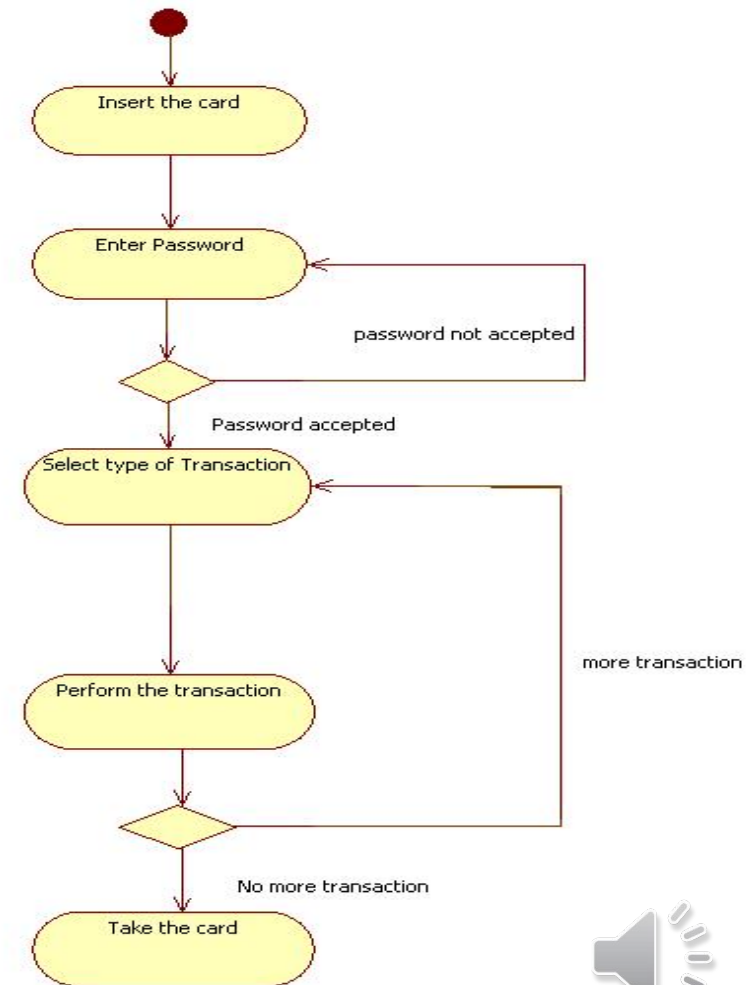 Insert the card
Enter Password
password not accepted
Password accepted
Select type of Transaction
more transaction
Perform the transaction
No more transaction
Take the card